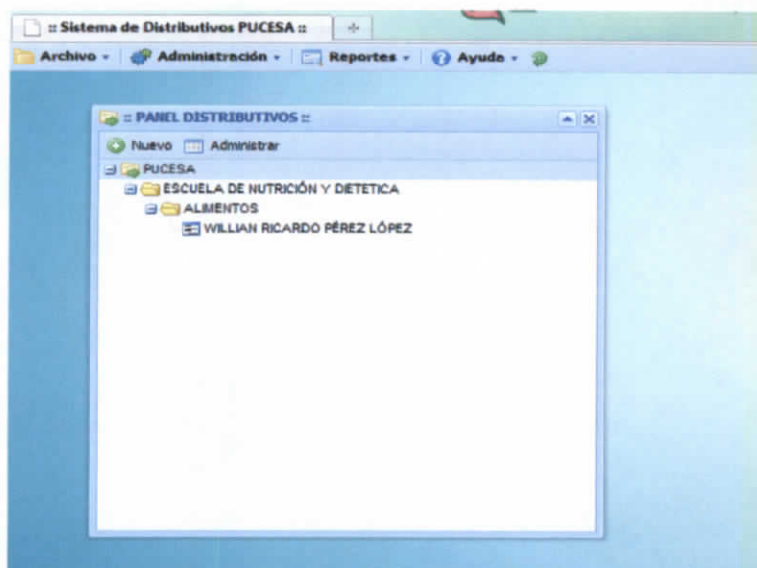 :: Sistema de Distributivos PUCESA ::
Archivo Administración Reportes Ayuda
:: PANEL DISTRIBUTIVOS ::
Nuevo Administrar
PUCESA
ESCUELA DE NUTRICIÓN Y DIETETICA
ALIMENTOS
WILLIAN RICARDO PÉREZ LÓPEZ